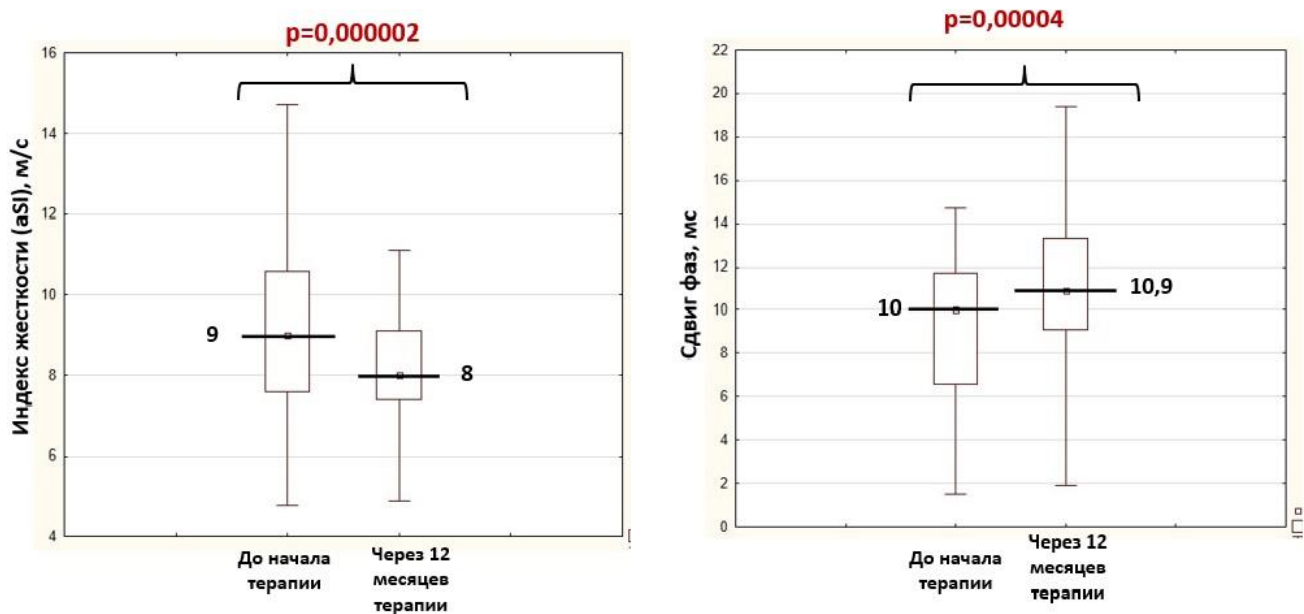 p=0,000002
16
14
12
10
8
6
4
Индекс жесткости (aSI), м/с
9
8
До начала
терапии
Через 12
месяцев
терапии
p=0,00004
22
20
18
16
14
12
10
8
6
4
2
0
Сдвиг фаз, мс
10
10,9
До начала
терапии
Через 12
месяцев
терапии